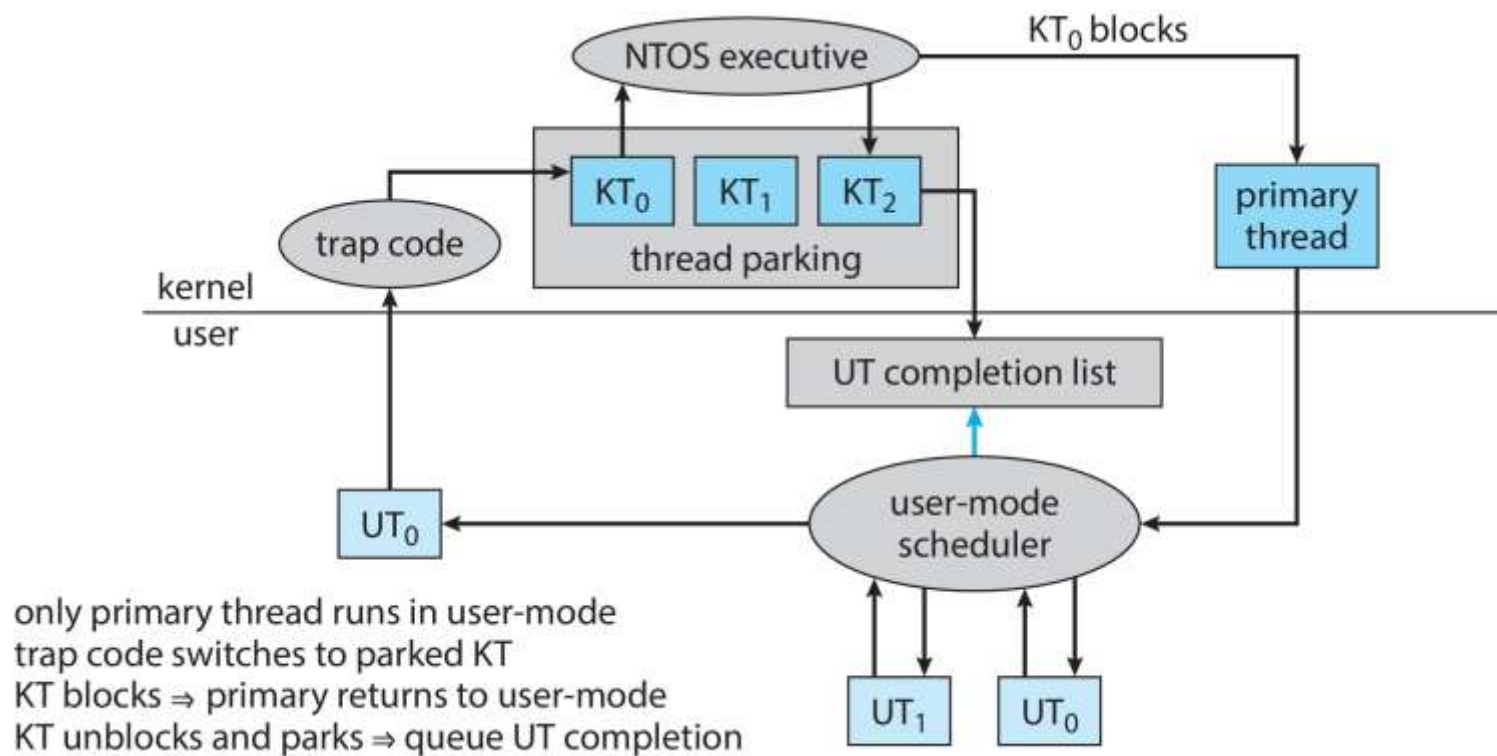 KT₀ blocks
NTOS executive
KT₀ KT₁ KT₂
primary
thread
trap code
thread parking
kernel
user
UT completion list
user-mode
scheduler
UT₀
only primary thread runs in user-mode
trap code switches to parked KT
KT blocks ⇒ primary returns to user-mode
KT unblocks and parks ⇒ queue UT completion
UT₁ UT₀